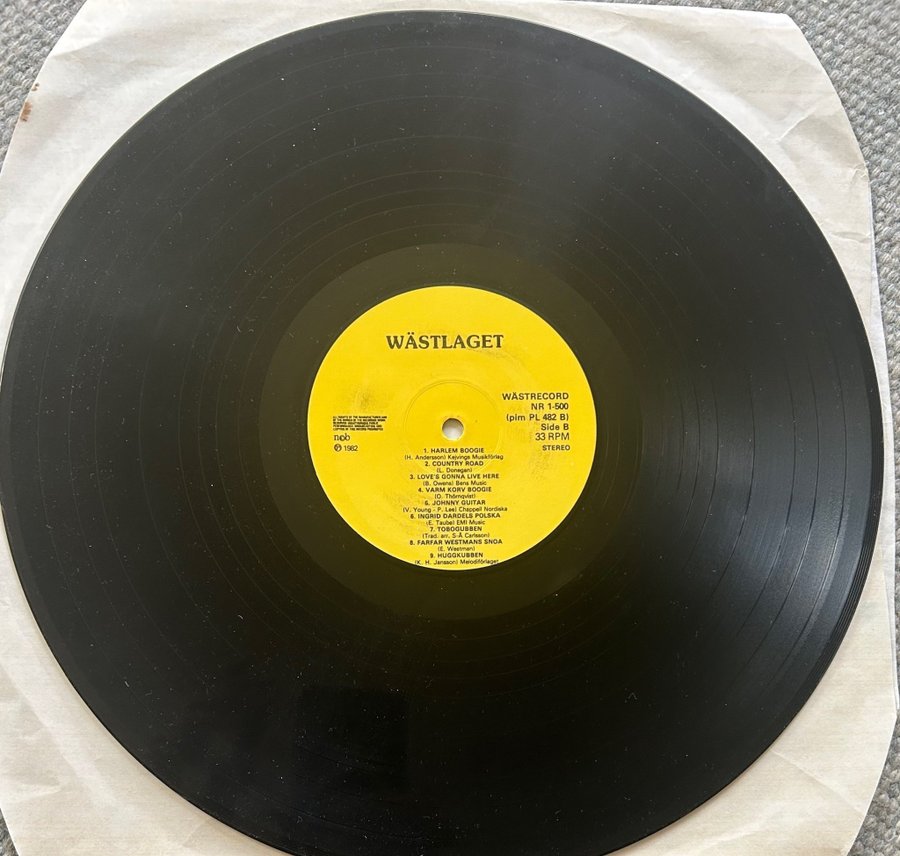 WÄSTLAGET
WÄSTRECORD
NR 1-500
(pim PL 482 B)
Side B
33 RPM
STEREO
ncb
Ⓟ 1982
1. HARLEM BOOGIE
(H. Andersson) Kejvings Musikförlag
2. COUNTRY ROAD
(L. Donegan)
3. LOVE'S GONNA LIVE HERE
(B. Owens) Bens Music
4. VARM KORV BOOGIE
(O. Thörnqvist)
5. JOHNNY GUITAR
(V. Young - P. Lee) Chappell Nordiska
6. INGRID DARDELS POLSKA
(E. Taube) EMI Music
7. TOBOGUBBEN
(Trad. arr. S-Å Carlsson)
8. FARFAR WESTMANS SNOA
(E. Westman)
9. HUGGKUBBEN
(K. H. Jansson) Melodiförlaget